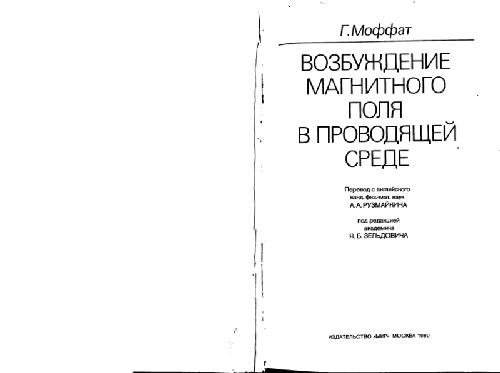 Г. Моффат
ВОЗБУЖДЕНИЕ
МАГНИТНОГО
ПОЛЯ
В ПРОВОДЯЩЕЙ
СРЕДЕ
Перевод с английского
канд. физ.-мат. наук
А. А. РУЗМАЙКИНА
под редакцией
академика
Я. Б. ЗЕЛЬДОВИЧА
ИЗДАТЕЛЬСТВО «МИР» МОСКВА 1980